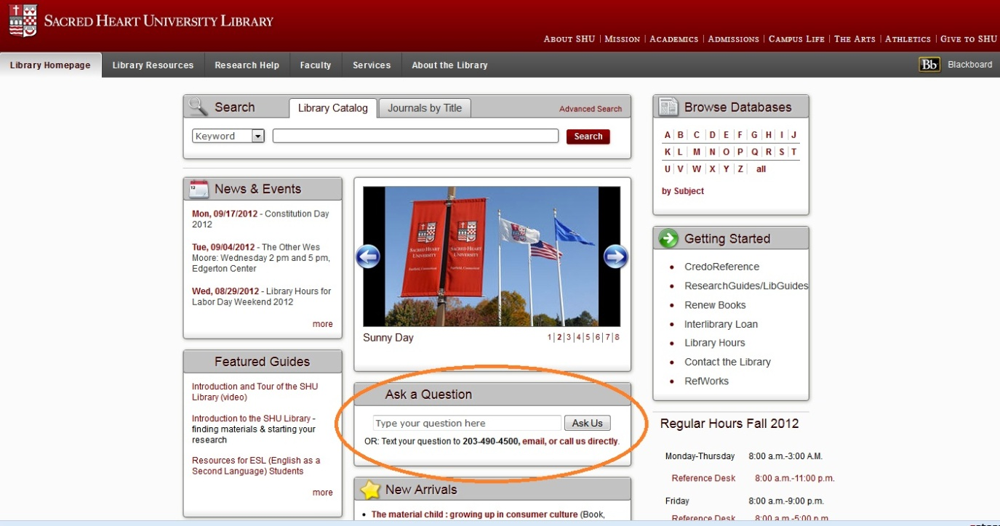 SACRED HEART UNIVERSITY LIBRARY
ABOUT SHU | MISSION | ACADEMICS | ADMISSIONS | CAMPUS LIFE | THE ARTS | ATHLETICS | GIVE TO SHU
Library Homepage
Library Resources
Research Help
Faculty
Services
About the Library
Bb Blackboard
Search
Library Catalog
Journals by Title
Advanced Search
Keyword
Search
News & Events
Mon, 09/17/2012 - Constitution Day
2012
Tue, 09/04/2012 - The Other Wes
Moore: Wednesday 2 pm and 5 pm,
Edgerton Center
Wed, 08/29/2012 - Library Hours for
Labor Day Weekend 2012
more
Featured Guides
Introduction and Tour of the SHU
Library (video)
Introduction to the SHU Library -
finding materials & starting your
research
Resources for ESL (English as a
Second Language) Students
more
SACRED HEART
UNIVERSITY
Fairfield, Connecticut
SACRED HEART
UNIVERSITY
Fairfield, Connecticut
Sunny Day
1 | 2 | 3 | 4 | 5 | 6 | 7 | 8
Ask a Question
Type your question here
Ask Us
OR: Text your question to 203-490-4500, email, or call us directly.
New Arrivals
The material child : growing up in consumer culture (Book,
Browse Databases
A | B | C | D | E | F | G | H | I | J
K | L | M | N | O | P | Q | R | S | T
U | V | W | X | Y | Z | all
by Subject
Getting Started
CredoReference
ResearchGuides/LibGuides
Renew Books
Interlibrary Loan
Library Hours
Contact the Library
RefWorks
Regular Hours Fall 2012
Monday-Thursday 8:00 a.m.-3:00 A.M.
Reference Desk 8:00 a.m.-11:00 p.m.
Friday 8:00 a.m.-9:00 p.m.
Reference Desk 8:00 a.m.-5:00 p.m.